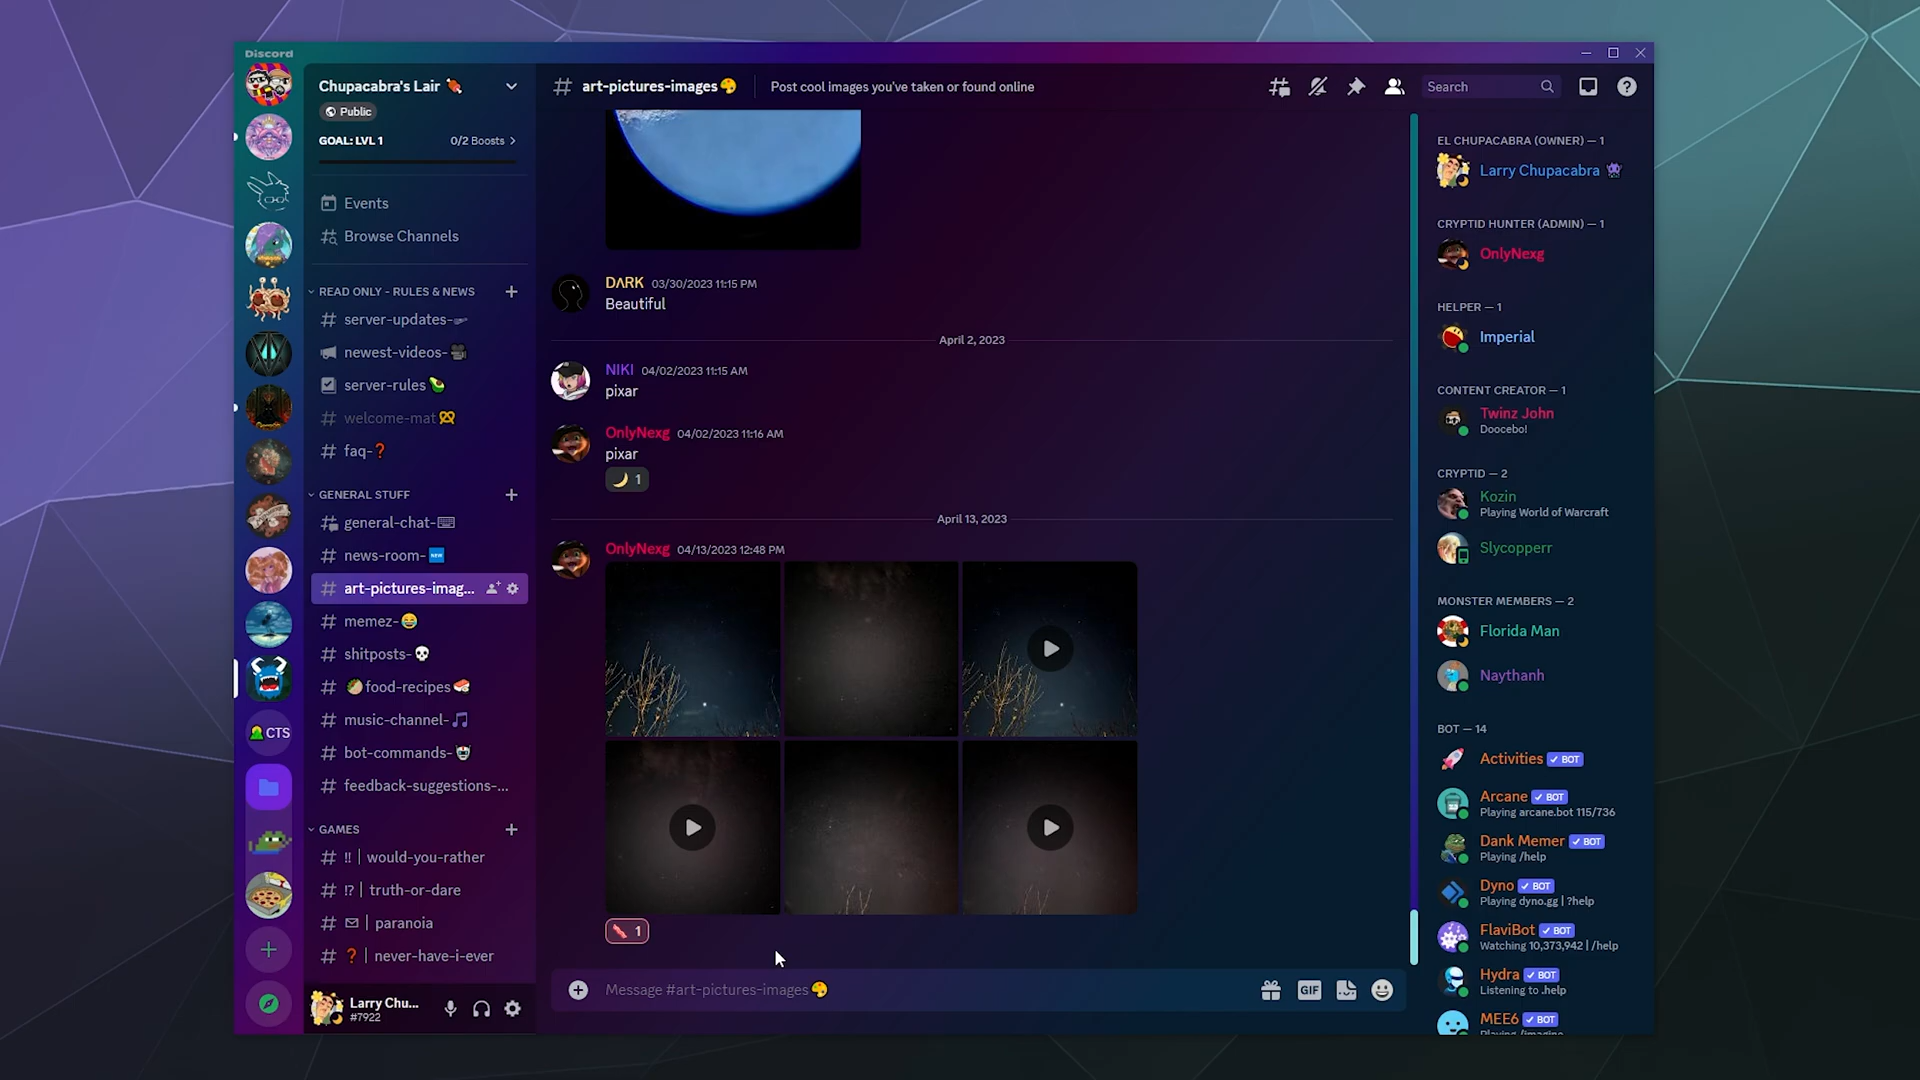 Discord
Chupacabra's Lair
Public
GOAL: LVL 1
0/2 Boosts
Events
Browse Channels
READ ONLY - RULES & NEWS
server-updates-
newest-videos-
server-rules
welcome-mat
faq-❓
GENERAL STUFF
general-chat-
news-room-
art-pictures-imag...
memez-
shitposts-
food-recipes
music-channel-
bot-commands-
feedback-suggestions-...
GAMES
‼ | would-you-rather
⁉ | truth-or-dare
| paranoia
❓ | never-have-i-ever
CTS
Larry Chu...
#7922
art-pictures-images
Post cool images you've taken or found online
Search
DΛRK 03/30/2023 11:15 PM
Beautiful
April 2, 2023
NIKI 04/02/2023 11:15 AM
pixar
OnlyNexg 04/02/2023 11:16 AM
pixar
1
April 13, 2023
OnlyNexg 04/13/2023 12:48 PM
1
Message #art-pictures-images
GIF
EL CHUPACABRA (OWNER) — 1
Larry Chupacabra
CRYPTID HUNTER (ADMIN) — 1
OnlyNexg
HELPER — 1
Imperial
CONTENT CREATOR — 1
Twinz John
Doocebo!
CRYPTID — 2
Kozin
Playing World of Warcraft
Slycopperr
MONSTER MEMBERS — 2
Florida Man
Naythanh
BOT — 14
Activities ✓ BOT
Arcane ✓ BOT
Playing arcane.bot 115/736
Dank Memer ✓ BOT
Playing /help
Dyno ✓ BOT
Playing dyno.gg | ?help
FlaviBot ✓ BOT
Watching 10,373,942 | /help
Hydra ✓ BOT
Listening to .help
MEE6 ✓ BOT
Playing /imagine